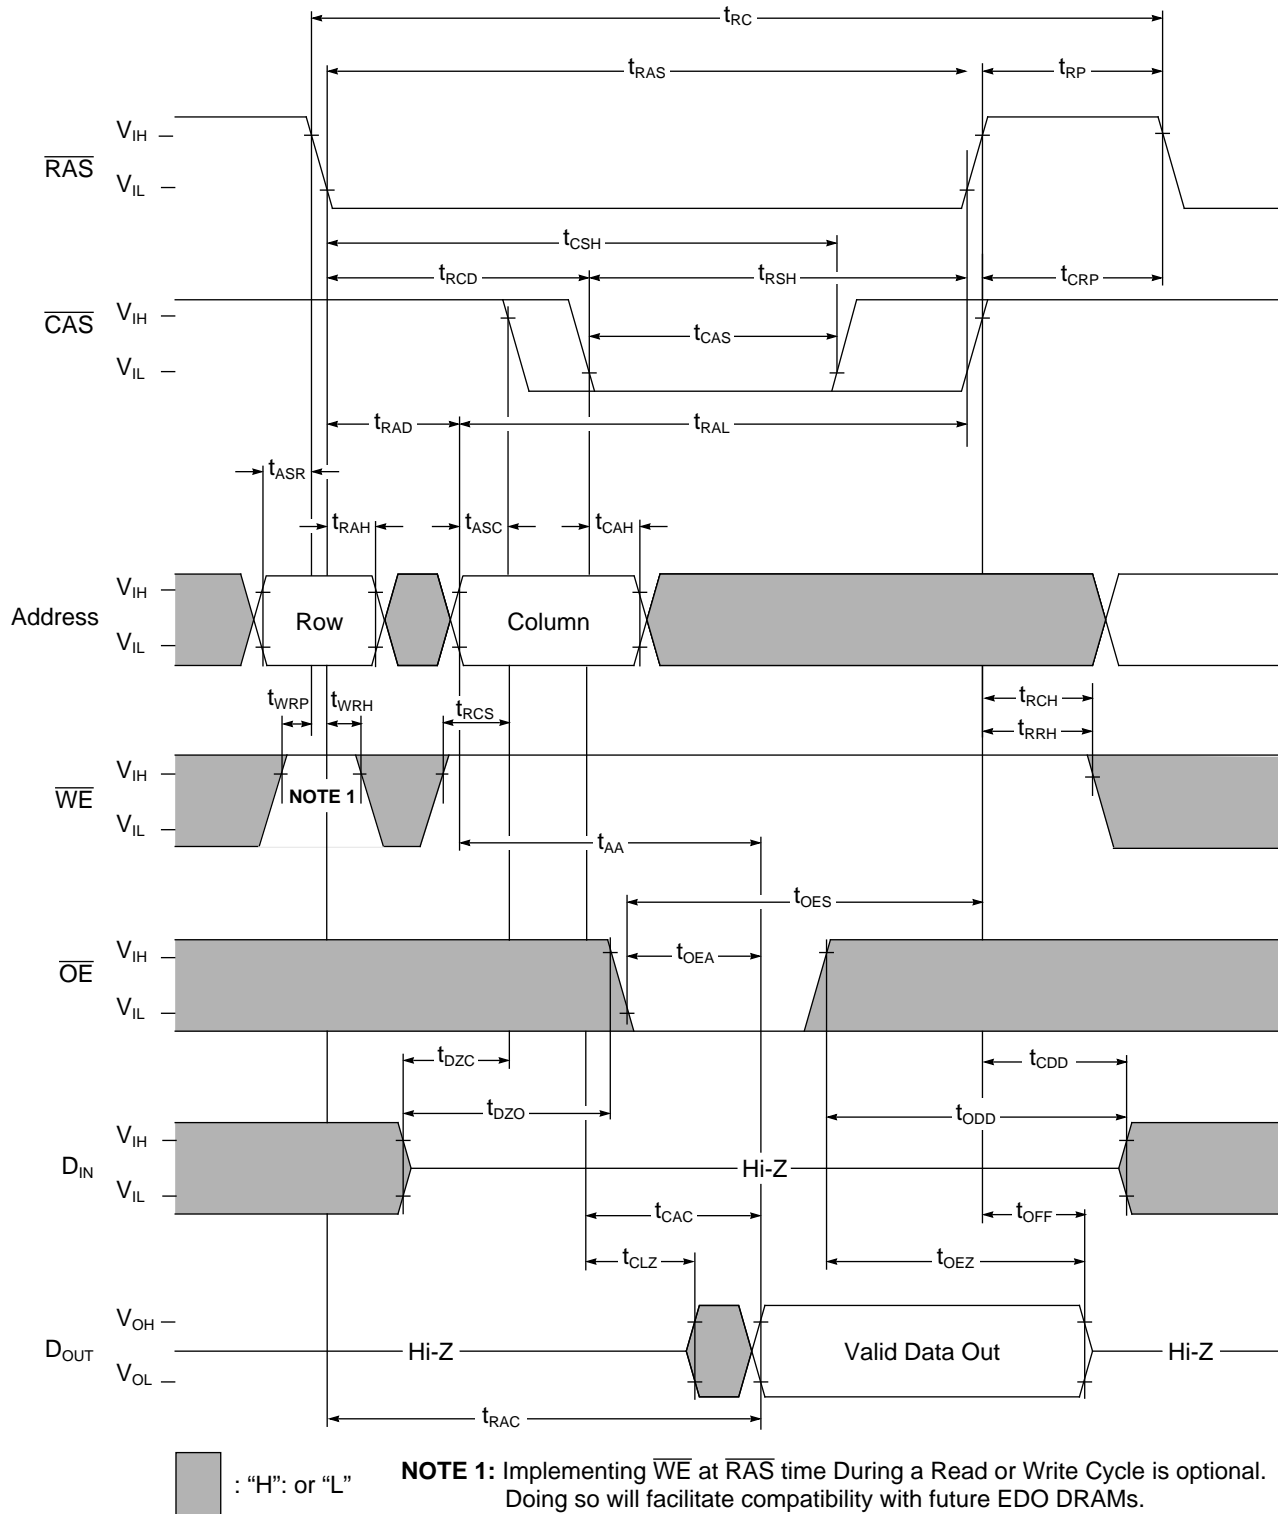 tRC
tRAS tRP
VIH
RAS
VIL
tCSH
tRCD tRSH tCRP
VIH
CAS
tCAS
VIL
tRAD tRAL
tASR
tRAH tASC tCAH
VIH
Address Row Column
VIL
tWRP tWRH tRCS tRCH
tRRH
VIH
WE NOTE 1
VIL
tAA
tOES
VIH
OE tOEA
VIL
tDZC tCDD
tDZO tODD
VIH
DIN Hi-Z
VIL
tCAC tOFF
tCLZ tOEZ
VOH
DOUT Hi-Z Valid Data Out Hi-Z
VOL
tRAC
: “H”: or “L”
NOTE 1: Implementing WE at RAS time During a Read or Write Cycle is optional.
Doing so will facilitate compatibility with future EDO DRAMs.